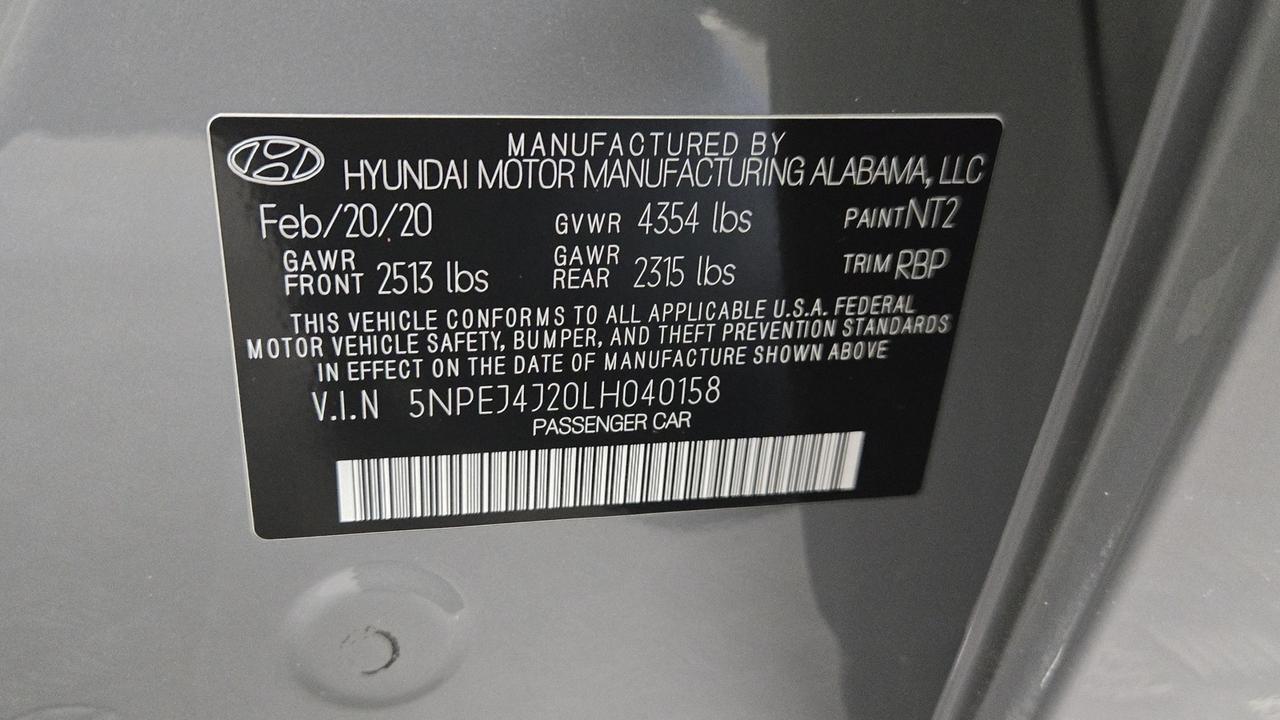 MANUFACTURED BY
HYUNDAI MOTOR MANUFACTURING ALABAMA, LLC
Feb/20/20 GVWR 4354 lbs PAINT NT2
GAWR FRONT 2513 lbs GAWR REAR 2315 lbs TRIM RBP
THIS VEHICLE CONFORMS TO ALL APPLICABLE U.S.A. FEDERAL
MOTOR VEHICLE SAFETY, BUMPER, AND THEFT PREVENTION STANDARDS
IN EFFECT ON THE DATE OF MANUFACTURE SHOWN ABOVE
V.I.N 5NPEJ4J20LH040158
PASSENGER CAR